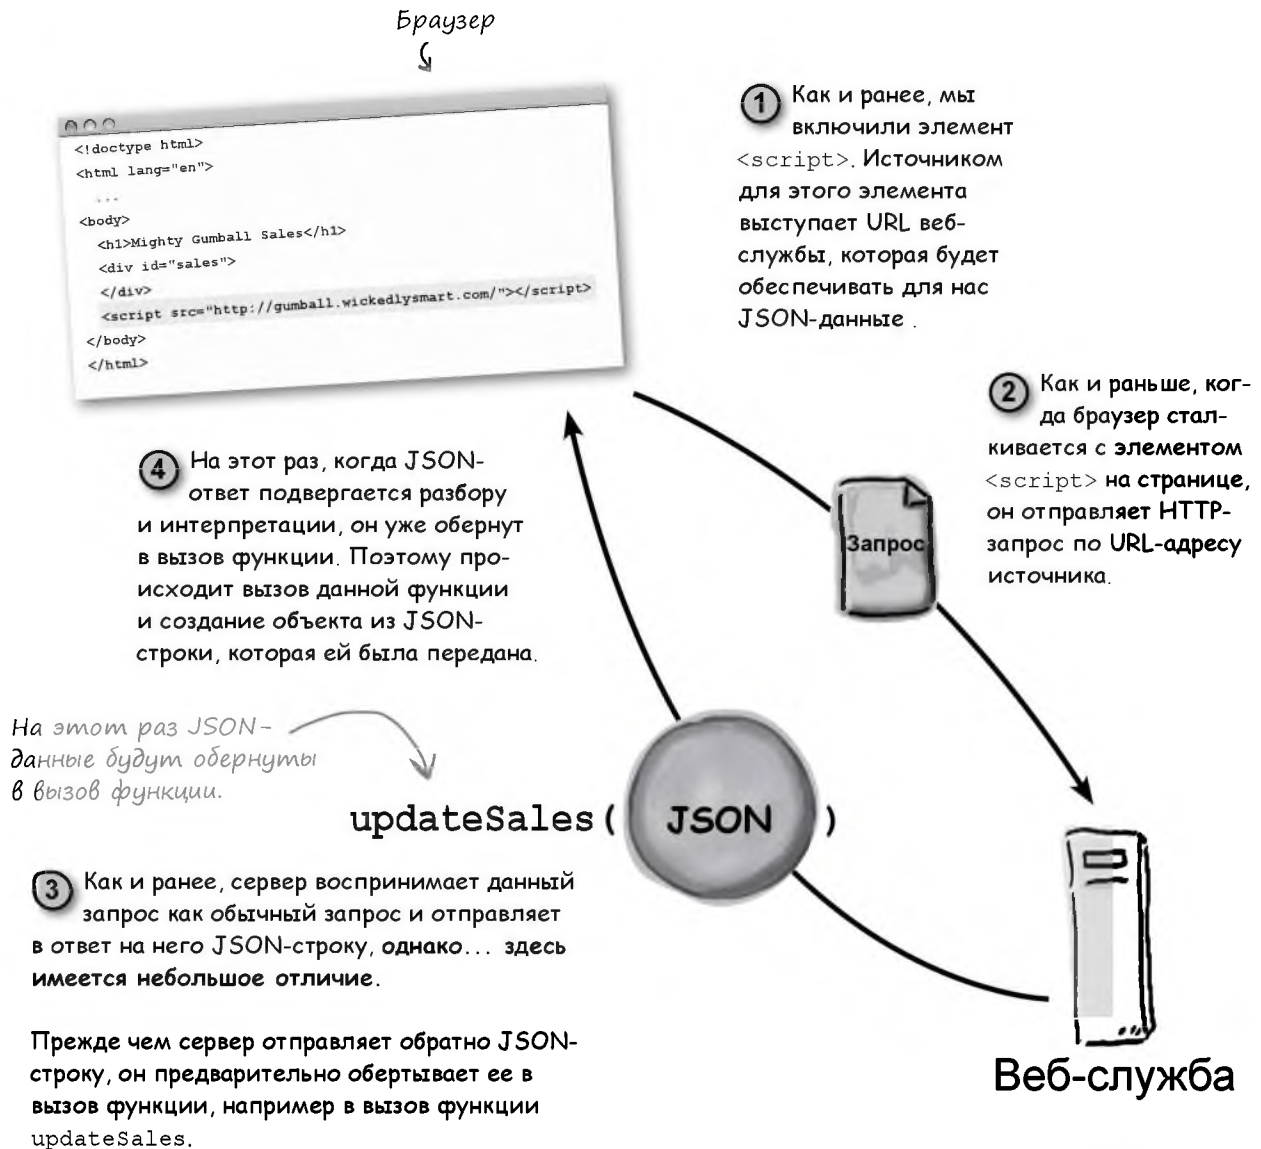 Браузер
<!doctype html>
<html lang="en">
...
<body>
<h1>Mighty Gumball Sales</h1>
<div id="sales">
</div>
<script src="http://gumball.wickedlysmart.com/"></script>
</body>
</html>
1 Как и ранее, мы
включили элемент
<script>. Источником
для этого элемента
выступает URL веб-
службы, которая будет
обеспечивать для нас
JSON-данные .
2 Как и раньше, ког-
да браузер стал-
кивается с элементом
<script> на странице,
он отправляет HTTP-
запрос по URL-адресу
источника.
Запрос
4 На этот раз, когда JSON-
ответ подвергается разбору
и интерпретации, он уже обернут
в вызов функции. Поэтому про-
исходит вызов данной функции
и создание объекта из JSON-
строки, которая ей была передана.
На этот раз JSON-
данные будут обернуты
в вызов функции.
updateSales( JSON )
3 Как и ранее, сервер воспринимает данный
запрос как обычный запрос и отправляет
в ответ на него JSON-строку, однако... здесь
имеется небольшое отличие.
Прежде чем сервер отправляет обратно JSON-
строку, он предварительно обертывает ее в
вызов функции, например в вызов функции
updateSales.
Веб-служба